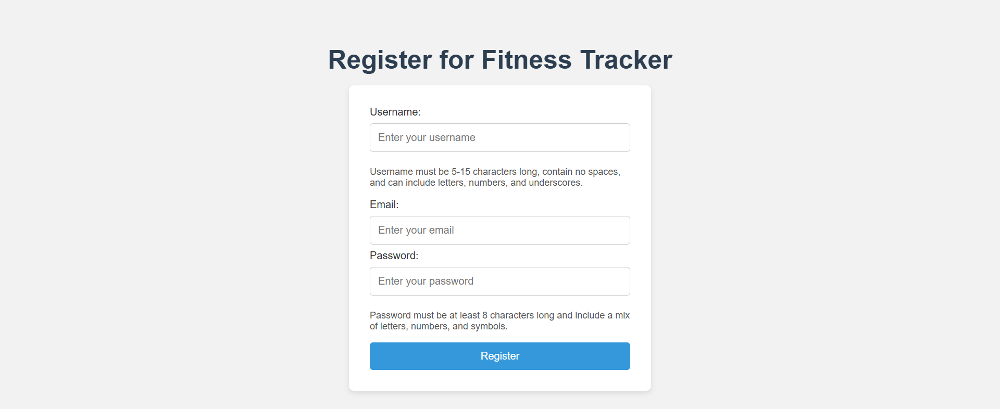 Register for Fitness Tracker
Username:
Enter your username
Username must be 5-15 characters long, contain no spaces,
and can include letters, numbers, and underscores.
Email:
Enter your email
Password:
Enter your password
Password must be at least 8 characters long and include a mix
of letters, numbers, and symbols.
Register